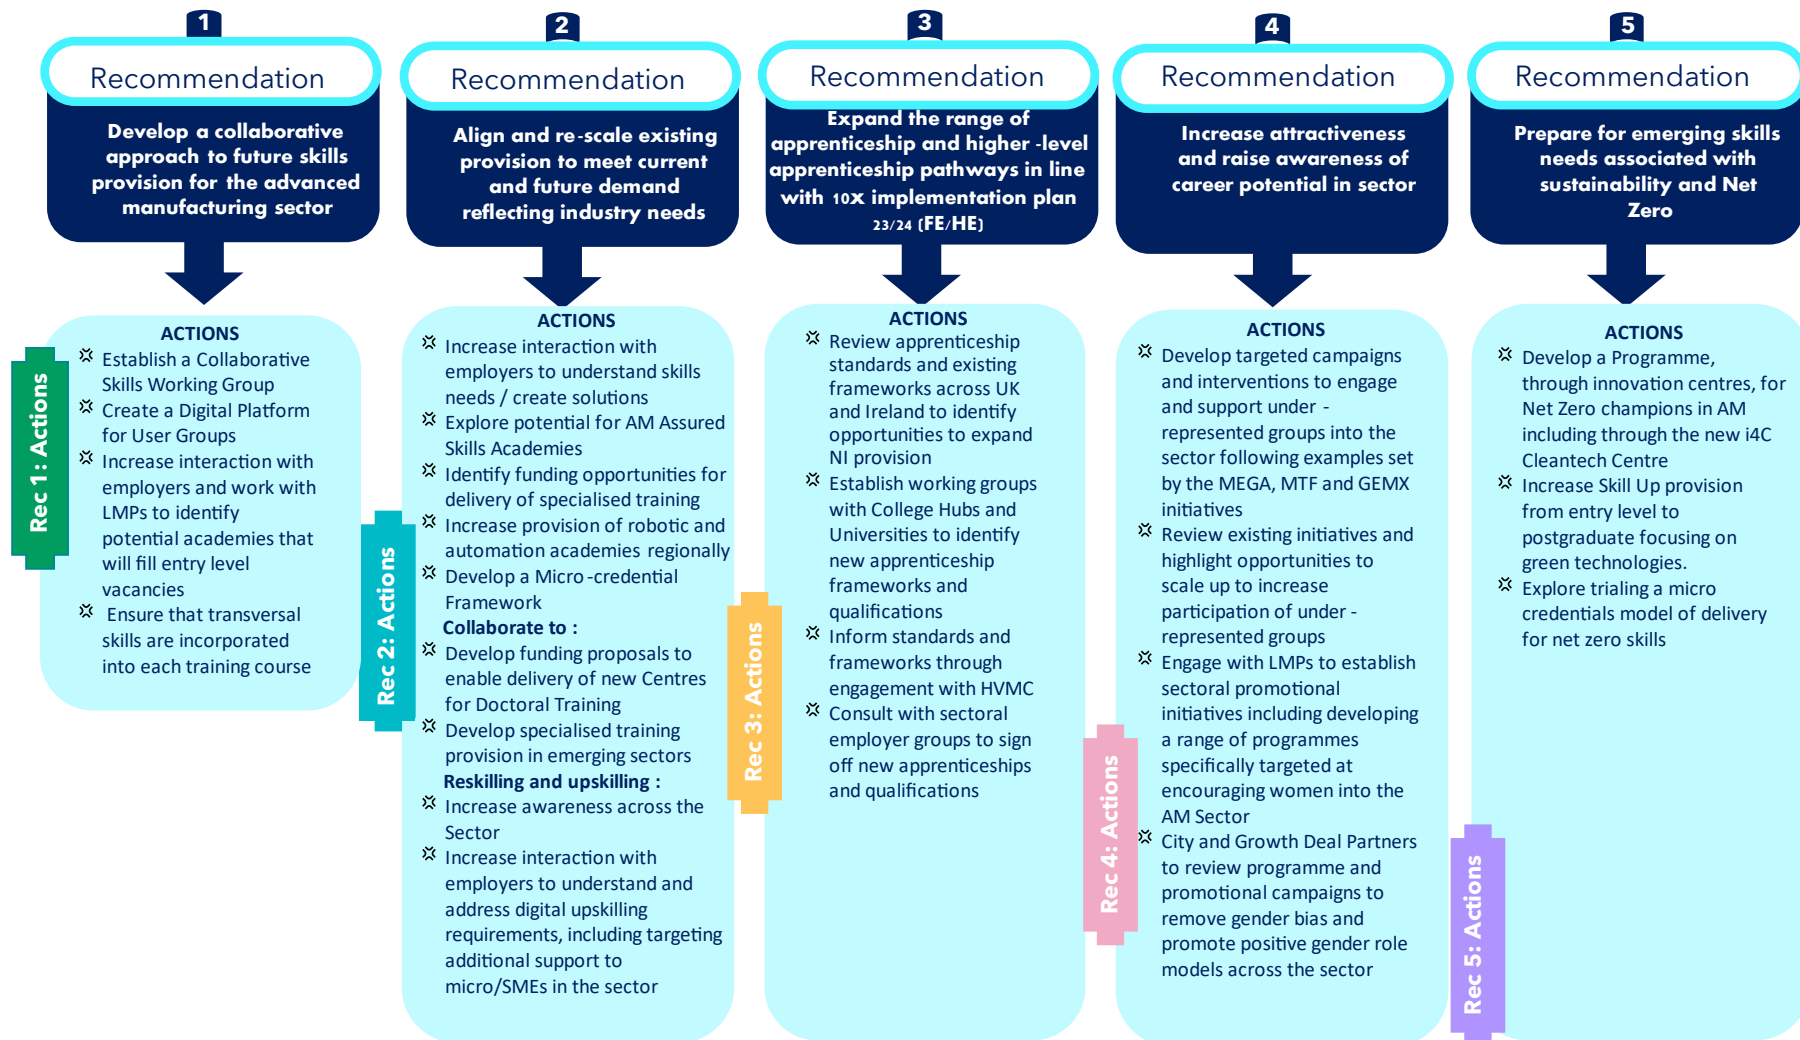 1
Recommendation
Develop a collaborative
approach to future skills
provision for the advanced
manufacturing sector
ACTIONS
Rec 1: Actions
Establish a Collaborative
Skills Working Group
Create a Digital Platform
for User Groups
Increase interaction with
employers and work with
LMPs to identify
potential academies that
will fill entry level
vacancies
Ensure that transversal
skills are incorporated
into each training course
2
Recommendation
Align and re-scale existing
provision to meet current
and future demand
reflecting industry needs
ACTIONS
Rec 2: Actions
Increase interaction with
employers to understand skills
needs / create solutions
Explore potential for AM Assured
Skills Academies
Identify funding opportunities for
delivery of specialised training
Increase provision of robotic and
automation academies regionally
Develop a Micro-credential
Framework
Collaborate to :
Develop funding proposals to
enable delivery of new Centres
for Doctoral Training
Develop specialised training
provision in emerging sectors
Reskilling and upskilling :
Increase awareness across the
Sector
Increase interaction with
employers to understand and
address digital upskilling
requirements, including targeting
additional support to
micro/SMEs in the sector
3
Recommendation
Expand the range of
apprenticeship and higher -level
apprenticeship pathways in line
with 10X implementation plan
23/24 (FE/HE)
ACTIONS
Rec 3: Actions
Review apprenticeship
standards and existing
frameworks across UK
and Ireland to identify
opportunities to expand
NI provision
Establish working groups
with College Hubs and
Universities to identify
new apprenticeship
frameworks and
qualifications
Inform standards and
frameworks through
engagement with HVMC
Consult with sectoral
employer groups to sign
off new apprenticeships
and qualifications
4
Recommendation
Increase attractiveness
and raise awareness of
career potential in sector
ACTIONS
Rec 4: Actions
Develop targeted campaigns
and interventions to engage
and support under -
represented groups into the
sector following examples set
by the MEGA, MTF and GEMX
initiatives
Review existing initiatives and
highlight opportunities to
scale up to increase
participation of under -
represented groups
Engage with LMPs to establish
sectoral promotional
initiatives including developing
a range of programmes
specifically targeted at
encouraging women into the
AM Sector
City and Growth Deal Partners
to review programme and
promotional campaigns to
remove gender bias and
promote positive gender role
models across the sector
5
Recommendation
Prepare for emerging skills
needs associated with
sustainability and Net
Zero
ACTIONS
Rec 5: Actions
Develop a Programme,
through innovation centres, for
Net Zero champions in AM
including through the new i4C
Cleantech Centre
Increase Skill Up provision
from entry level to
postgraduate focusing on
green technologies.
Explore trialing a micro
credentials model of delivery
for net zero skills